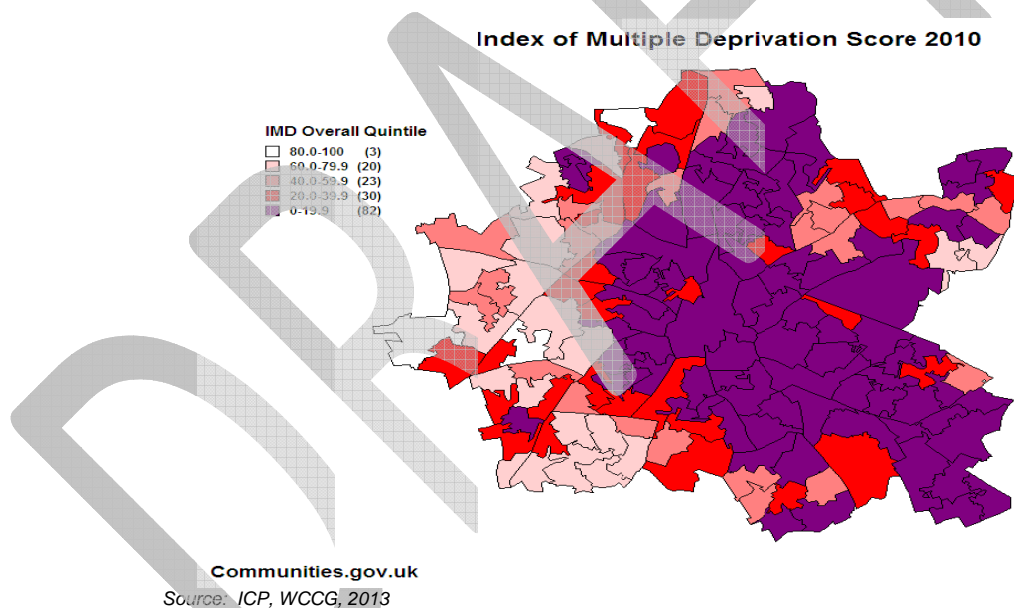 Index of Multiple Deprivation Score 2010
IMD Overall Quintile
80.0-100 (3)
60.0-79.9 (20)
40.0-59.9 (23)
20.0-39.9 (30)
0-19.9 (82)
DRAFT
Communities.gov.uk
Source: ICP, WCCG, 2013